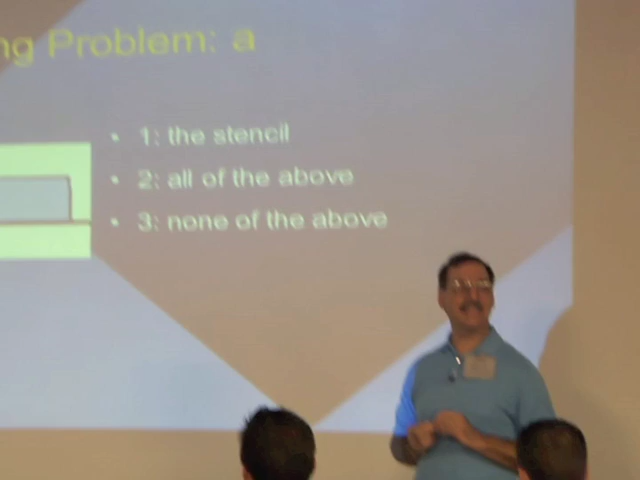 ng Problem: a
• 1: the stencil
• 2: all of the above
• 3: none of the above